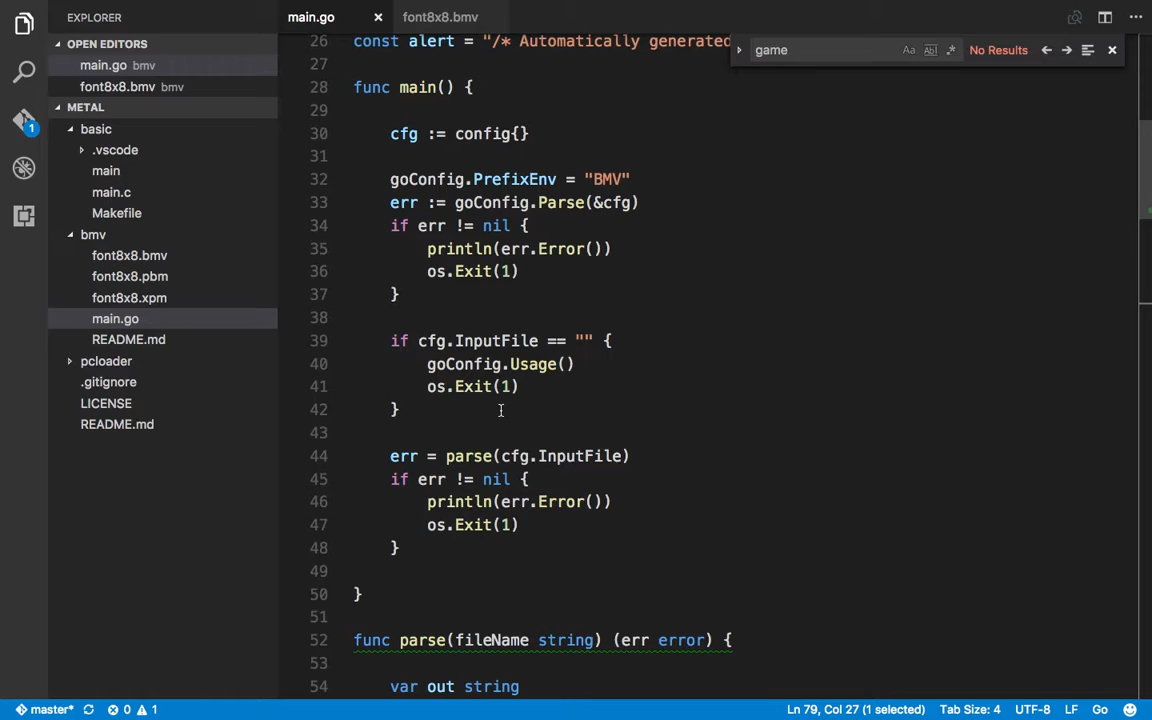 EXPLORER
OPEN EDITORS
main.go bmv
font8x8.bmv bmv
METAL
basic
.vscode
main
main.c
Makefile
bmv
font8x8.bmv
font8x8.pbm
font8x8.xpm
main.go
README.md
pcloader
.gitignore
LICENSE
README.md
1
main.go
font8x8.bmv
game
Aa
Abl
.*
No Results
26 const alert = "/* Automatically generated
27
28 func main() {
29
30 cfg := config{}
31
32 goConfig.PrefixEnv = "BMV"
33 err := goConfig.Parse(&cfg)
34 if err != nil {
35 println(err.Error())
36 os.Exit(1)
37 }
38
39 if cfg.InputFile == "" {
40 goConfig.Usage()
41 os.Exit(1)
42 }
43
44 err = parse(cfg.InputFile)
45 if err != nil {
46 println(err.Error())
47 os.Exit(1)
48 }
49
50 }
51
52 func parse(fileName string) (err error) {
53
54 var out string
master* 0 1 Ln 79, Col 27 (1 selected) Tab Size: 4 UTF-8 LF Go